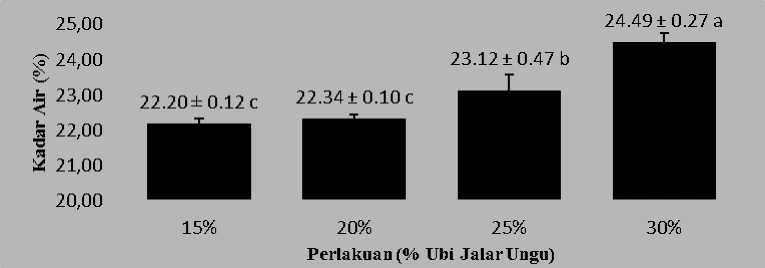 Kadar Air (%)
25,00
24,00
23,00
22,00
21,00
20,00
22.20 ± 0.12 c
22.34 ± 0.10 c
23.12 ± 0.47 b
24.49 ± 0.27 a
15%
20%
25%
30%
Perlakuan (% Ubi Jalar Ungu)